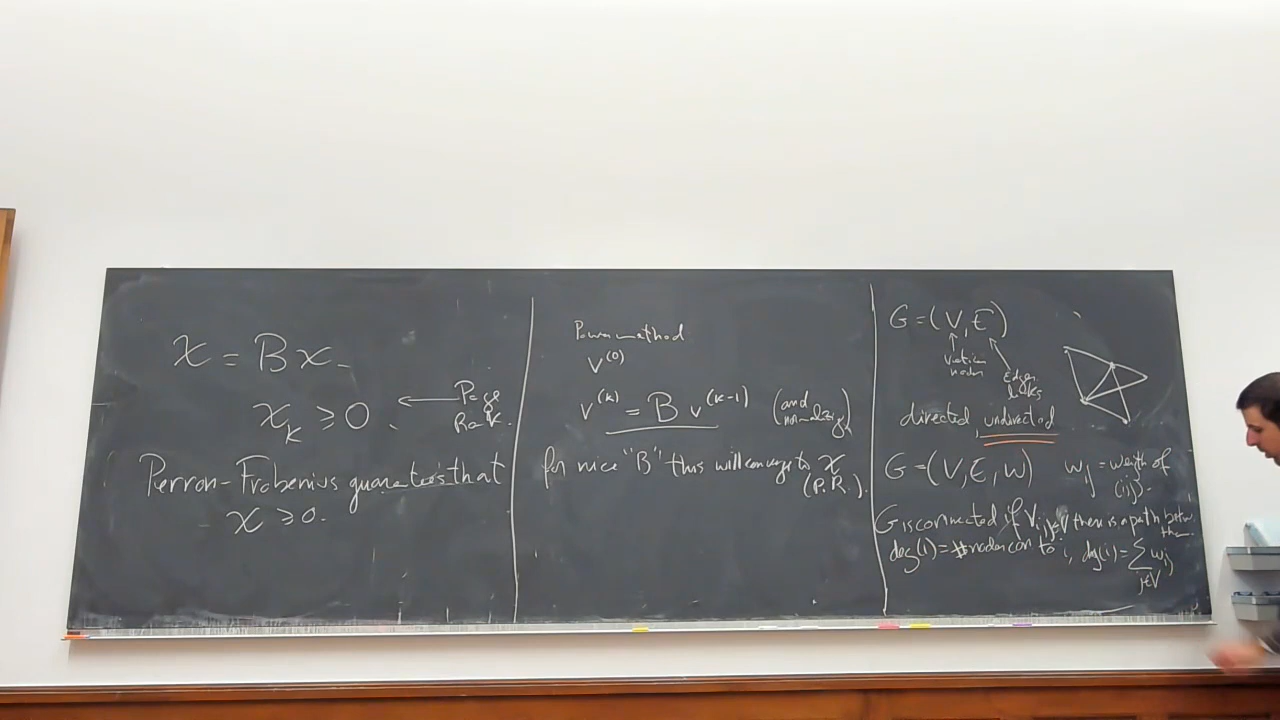 x = Bx
x_k ⩾ 0 . ← Page
Rank.
Perron-Frobenius guarantees that
x ⩾ 0.
Power method
V^(0)
v^(k) = B v^(k-1) (and normalizing)
for nice "B" this will converge to x
(P.R.).
G=(V,E)
Vertices
nodes
Edges
links
directed, undirected
G=(V,E,w) w_ij = weight of
(i,j).
G is connected if ∀i,j∈V there is a path betw.
them.
deg(i)= #nodes con to i, deg(i)= ∑ w_ij
j∈V